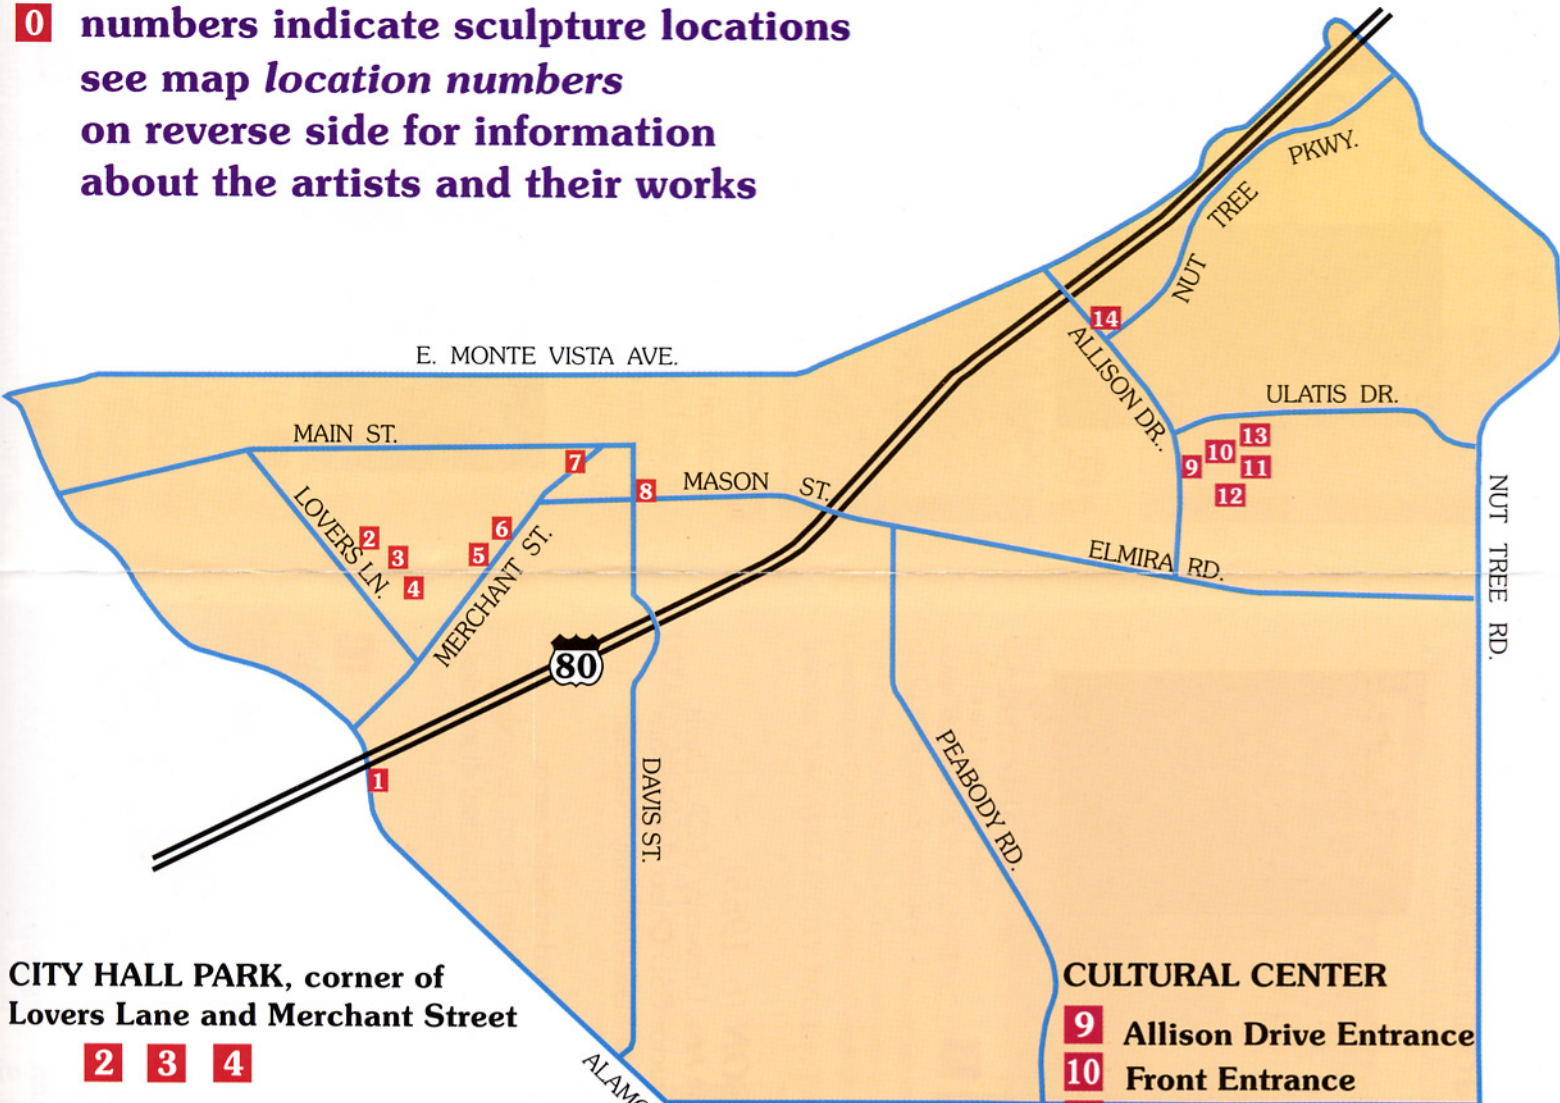 0 numbers indicate sculpture locations
see map location numbers
on reverse side for information
about the artists and their works
PKWY.
TREE
NUT
14
E. MONTE VISTA AVE.
ALLISON DR..
ULATIS DR.
MAIN ST.
7
13
10
9
11
8
MASON ST.
12
NUT TREE RD.
LOVERS LN.
2
3
4
6
5
MERCHANT ST.
ELMIRA RD.
80
1
DAVIS ST.
PEABODY RD.
CITY HALL PARK, corner of
Lovers Lane and Merchant Street
2 3 4
ALAMO
CULTURAL CENTER
9 Allison Drive Entrance
10 Front Entrance